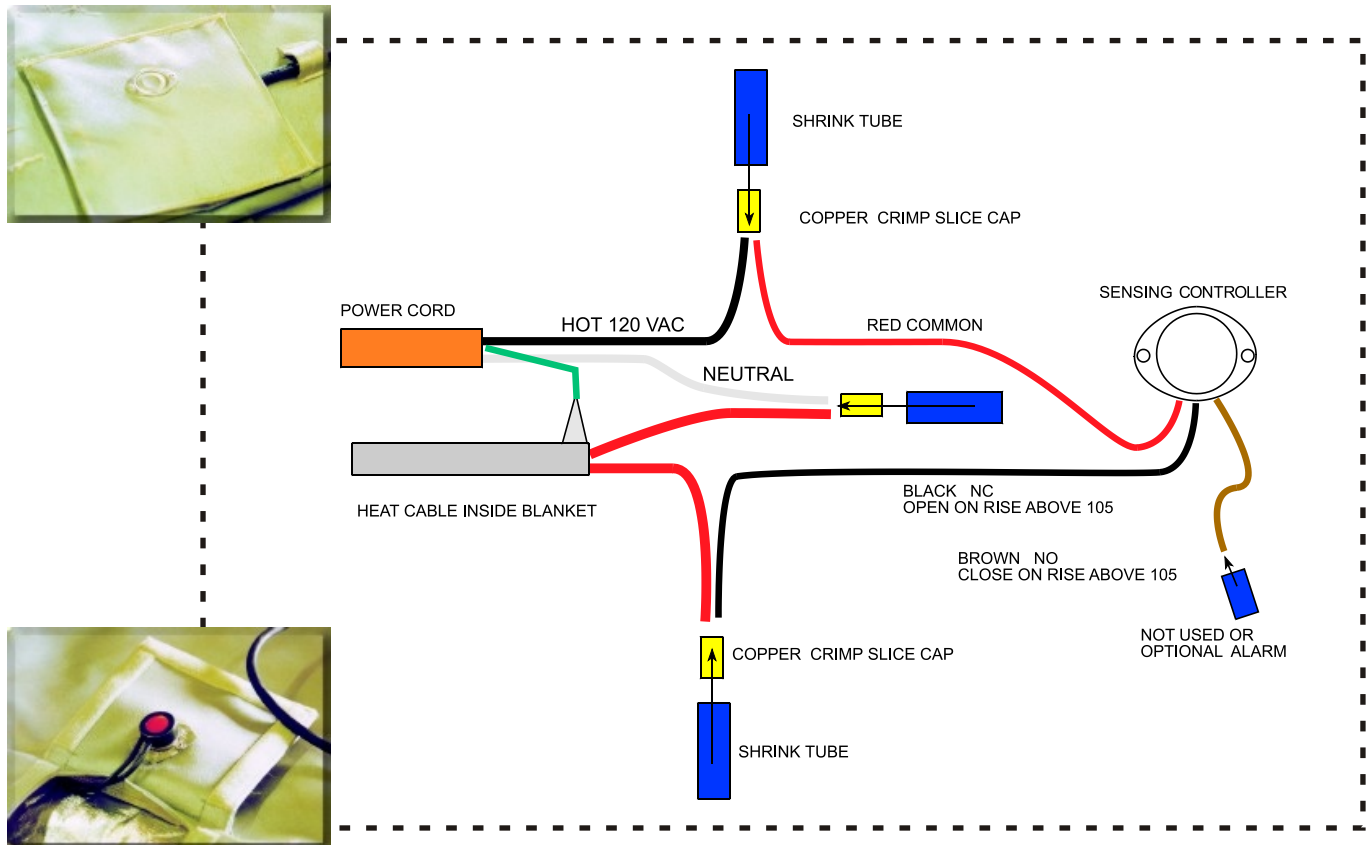 SHRINK TUBE
COPPER CRIMP SLICE CAP
SENSING CONTROLLER
POWER CORD
HOT 120 VAC
RED COMMON
NEUTRAL
HEAT CABLE INSIDE BLANKET
BLACK NC
OPEN ON RISE ABOVE 105
BROWN NO
CLOSE ON RISE ABOVE 105
NOT USED OR
OPTIONAL ALARM
COPPER CRIMP SLICE CAP
SHRINK TUBE